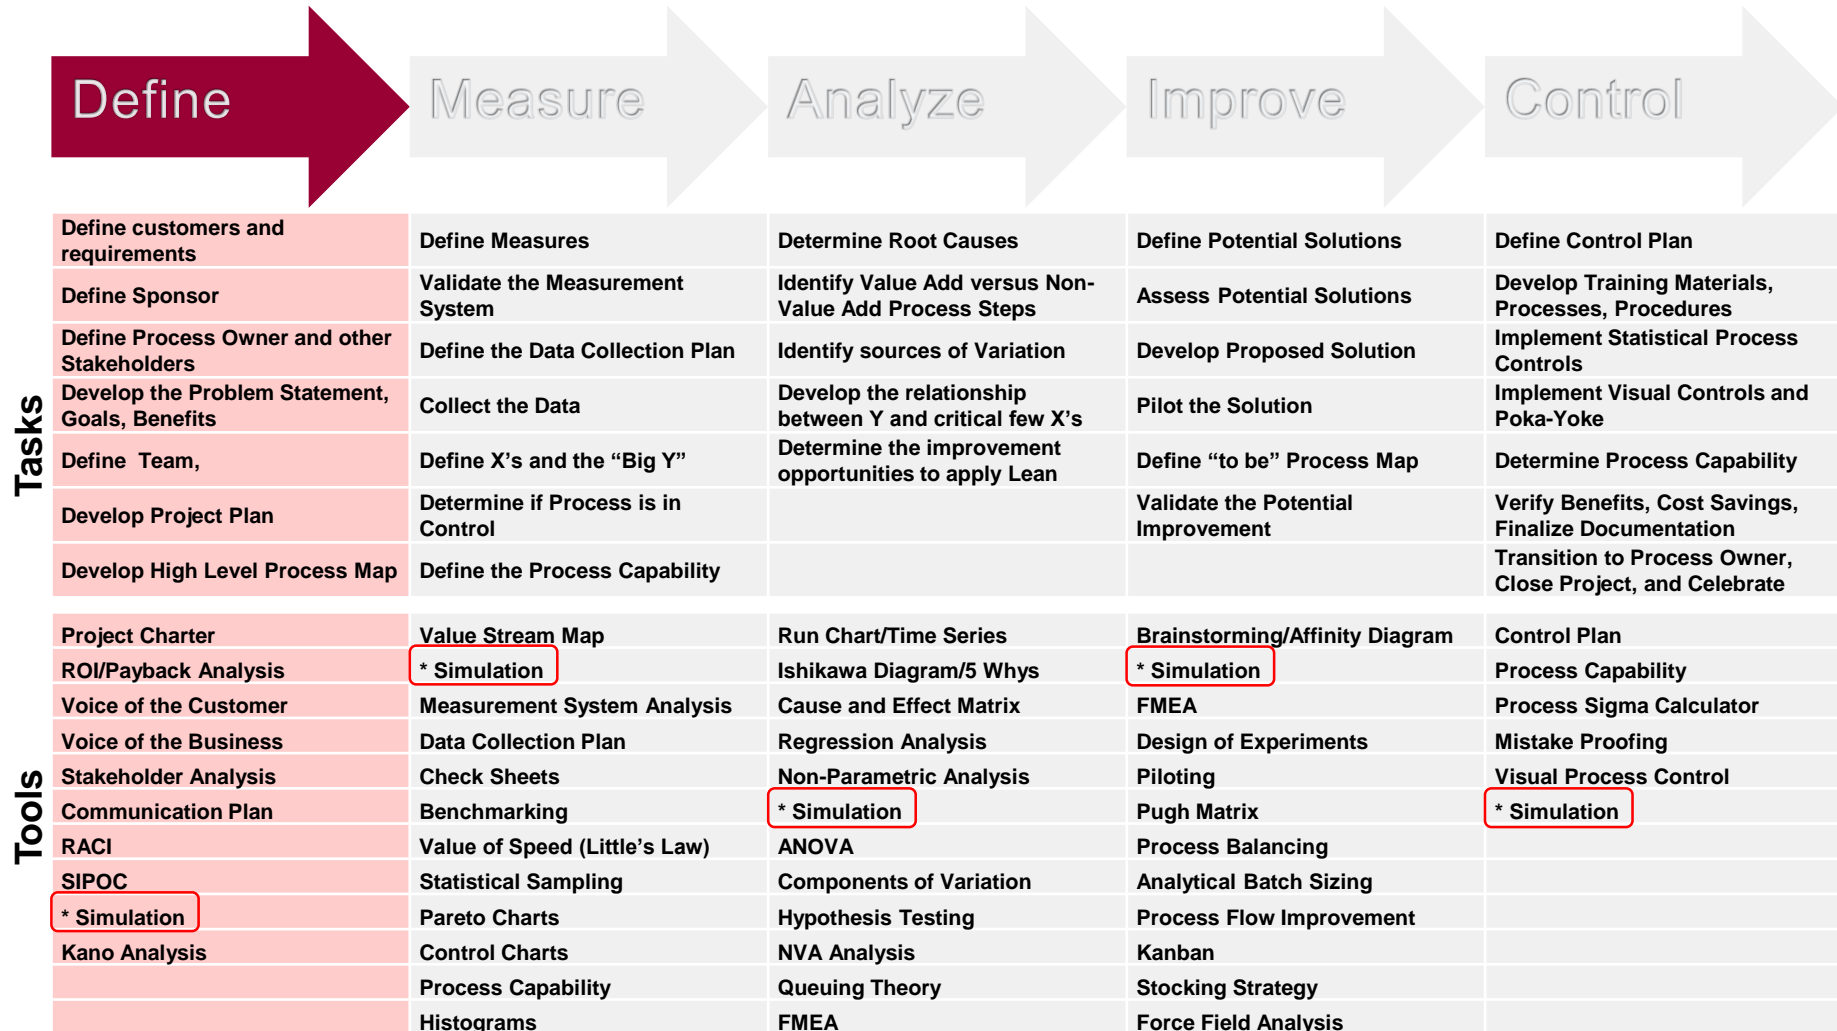 Define
Measure
Analyze
Improve
Control
Tasks
Define customers and
requirements
Define Measures
Determine Root Causes
Define Potential Solutions
Define Control Plan
Define Sponsor
Validate the Measurement
System
Identify Value Add versus Non-
Value Add Process Steps
Assess Potential Solutions
Develop Training Materials,
Processes, Procedures
Define Process Owner and other
Stakeholders
Define the Data Collection Plan
Identify sources of Variation
Develop Proposed Solution
Implement Statistical Process
Controls
Develop the Problem Statement,
Goals, Benefits
Collect the Data
Develop the relationship
between Y and critical few X’s
Pilot the Solution
Implement Visual Controls and
Poka-Yoke
Define  Team,
Define X’s and the “Big Y”
Determine the improvement
opportunities to apply Lean
Define “to be” Process Map
Determine Process Capability
Develop Project Plan
Determine if Process is in
Control
Validate the Potential
Improvement
Verify Benefits, Cost Savings,
Finalize Documentation
Develop High Level Process Map
Define the Process Capability
Transition to Process Owner,
Close Project, and Celebrate
Tools
Project Charter
Value Stream Map
Run Chart/Time Series
Brainstorming/Affinity Diagram
Control Plan
ROI/Payback Analysis
* Simulation
Ishikawa Diagram/5 Whys
* Simulation
Process Capability
Voice of the Customer
Measurement System Analysis
Cause and Effect Matrix
FMEA
Process Sigma Calculator
Voice of the Business
Data Collection Plan
Regression Analysis
Design of Experiments
Mistake Proofing
Stakeholder Analysis
Check Sheets
Non-Parametric Analysis
Piloting
Visual Process Control
Communication Plan
Benchmarking
* Simulation
Pugh Matrix
* Simulation
RACI
Value of Speed (Little’s Law)
ANOVA
Process Balancing
SIPOC
Statistical Sampling
Components of Variation
Analytical Batch Sizing
* Simulation
Pareto Charts
Hypothesis Testing
Process Flow Improvement
Kano Analysis
Control Charts
NVA Analysis
Kanban
Process Capability
Queuing Theory
Stocking Strategy
Histograms
FMEA
Force Field Analysis